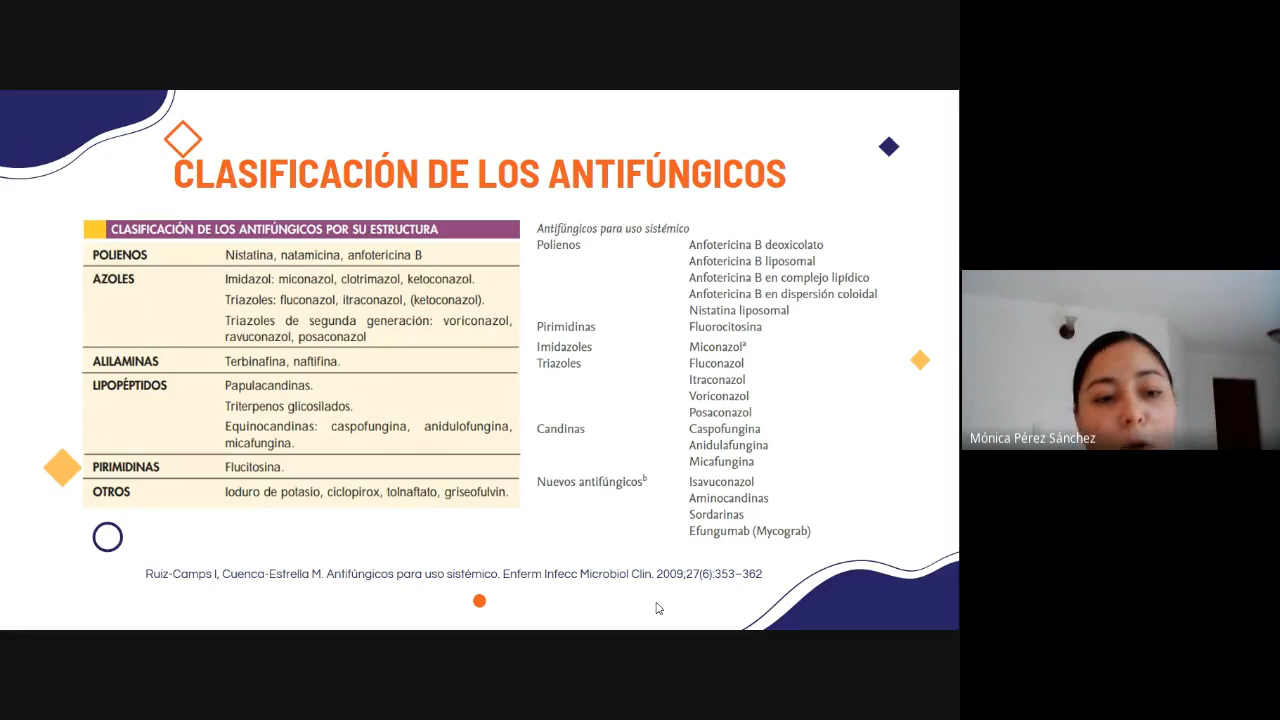 CLASIFICACIÓN DE LOS ANTIFÚNGICOS
CLASIFICACIÓN DE LOS ANTIFÚNGICOS POR SU ESTRUCTURA
POLIENOS Nistatina, natamicina, anfotericina B
AZOLES Imidazol: miconazol, clotrimazol, ketoconazol.
Triazoles: fluconazol, itraconazol, (ketoconazol).
Triazoles de segunda generación: voriconazol,
ravuconazol, posaconazol
ALILAMINAS Terbinafina, naftifina.
LIPOPÉPTIDOS Papulacandinas.
Triterpenos glicosilados.
Equinocandinas: caspofungina, anidulofungina,
micafungina.
PIRIMIDINAS Flucitosina.
OTROS Ioduro de potasio, ciclopirox, tolnaftato, griseofulvin.
Antifúngicos para uso sistémico
Polienos Anfotericina B deoxicolato
Anfotericina B liposomal
Anfotericina B en complejo lipídico
Anfotericina B en dispersión coloidal
Nistatina liposomal
Pirimidinas Fluorocitosina
Imidazoles Miconazolª
Triazoles Fluconazol
Itraconazol
Voriconazol
Posaconazol
Candinas Caspofungina
Anidulafungina
Micafungina
Nuevos antifúngicosᵇ Isavuconazol
Aminocandinas
Sordarinas
Efungumab (Mycograb)
Ruiz-Camps I, Cuenca-Estrella M. Antifúngicos para uso sistémico. Enferm Infecc Microbiol Clin. 2009;27(6):353–362
Mónica Pérez Sánchez